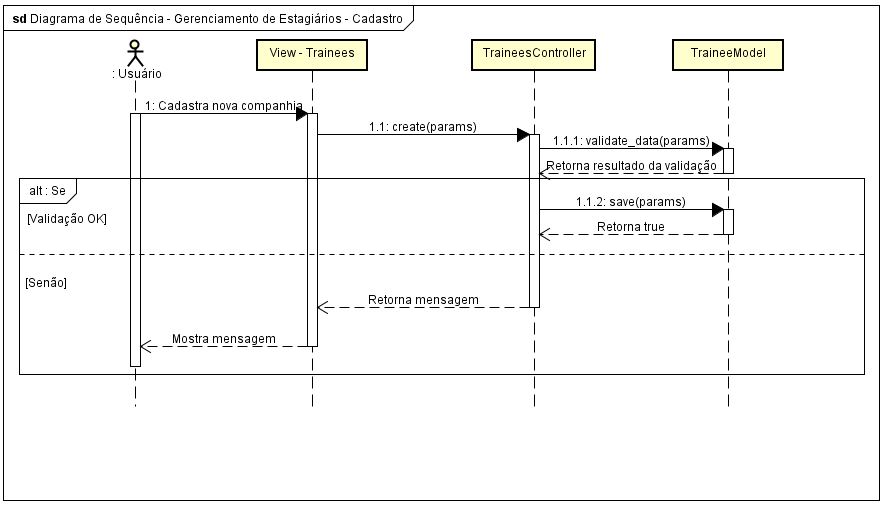 sd Diagrama de Sequência - Gerenciamento de Estagiários - Cadastro
: Usuário
View - Trainees
TraineesController
TraineeModel
1: Cadastra nova companhia
1.1: create(params)
1.1.1: validate_data(params)
Retorna resultado da validação
alt : Se
[Validação OK]
1.1.2: save(params)
Retorna true
[Senão]
Retorna mensagem
Mostra mensagem